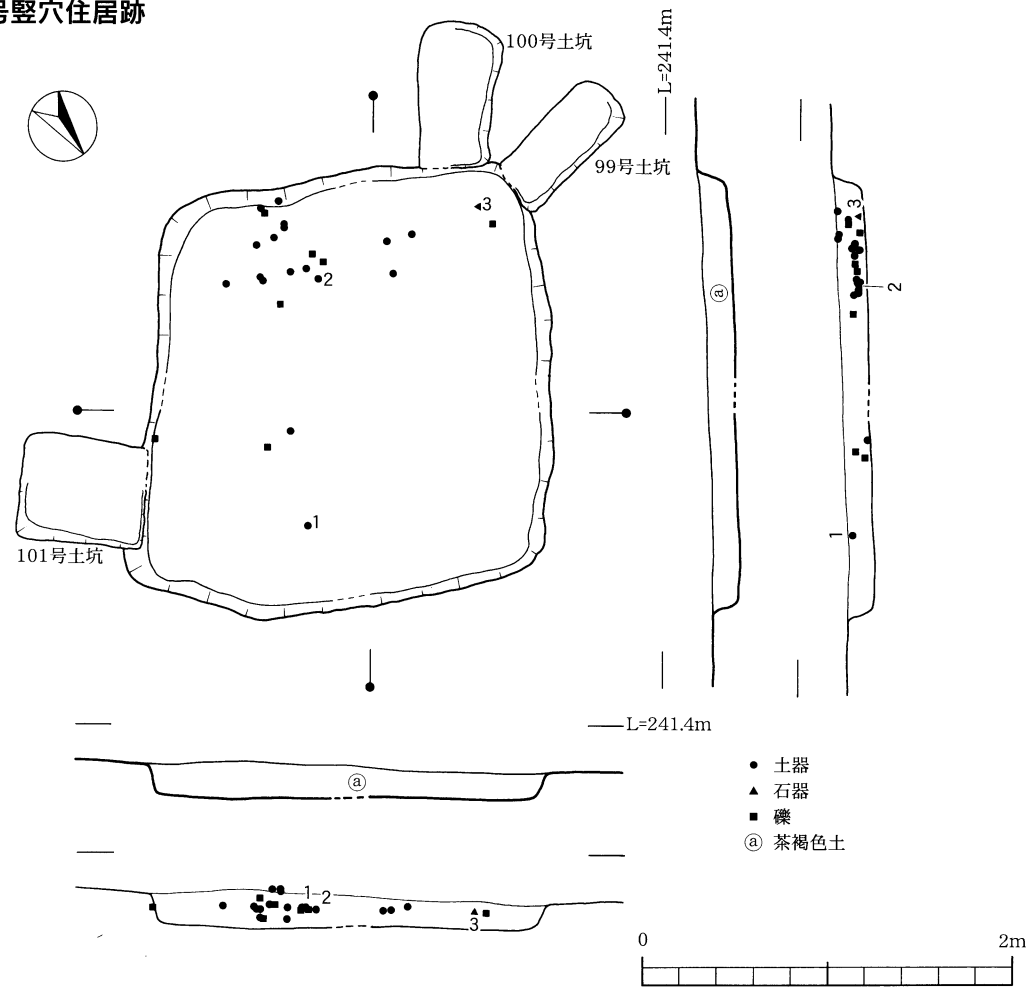 号竪穴住居跡
100号土坑
L=241.4m
99号土坑
3
3
2
2
ⓐ
1
1
101号土坑
L=241.4m
ⓐ
● 土器
▲ 石器
■ 礫
ⓐ 茶褐色土
1
2
3
0 2m